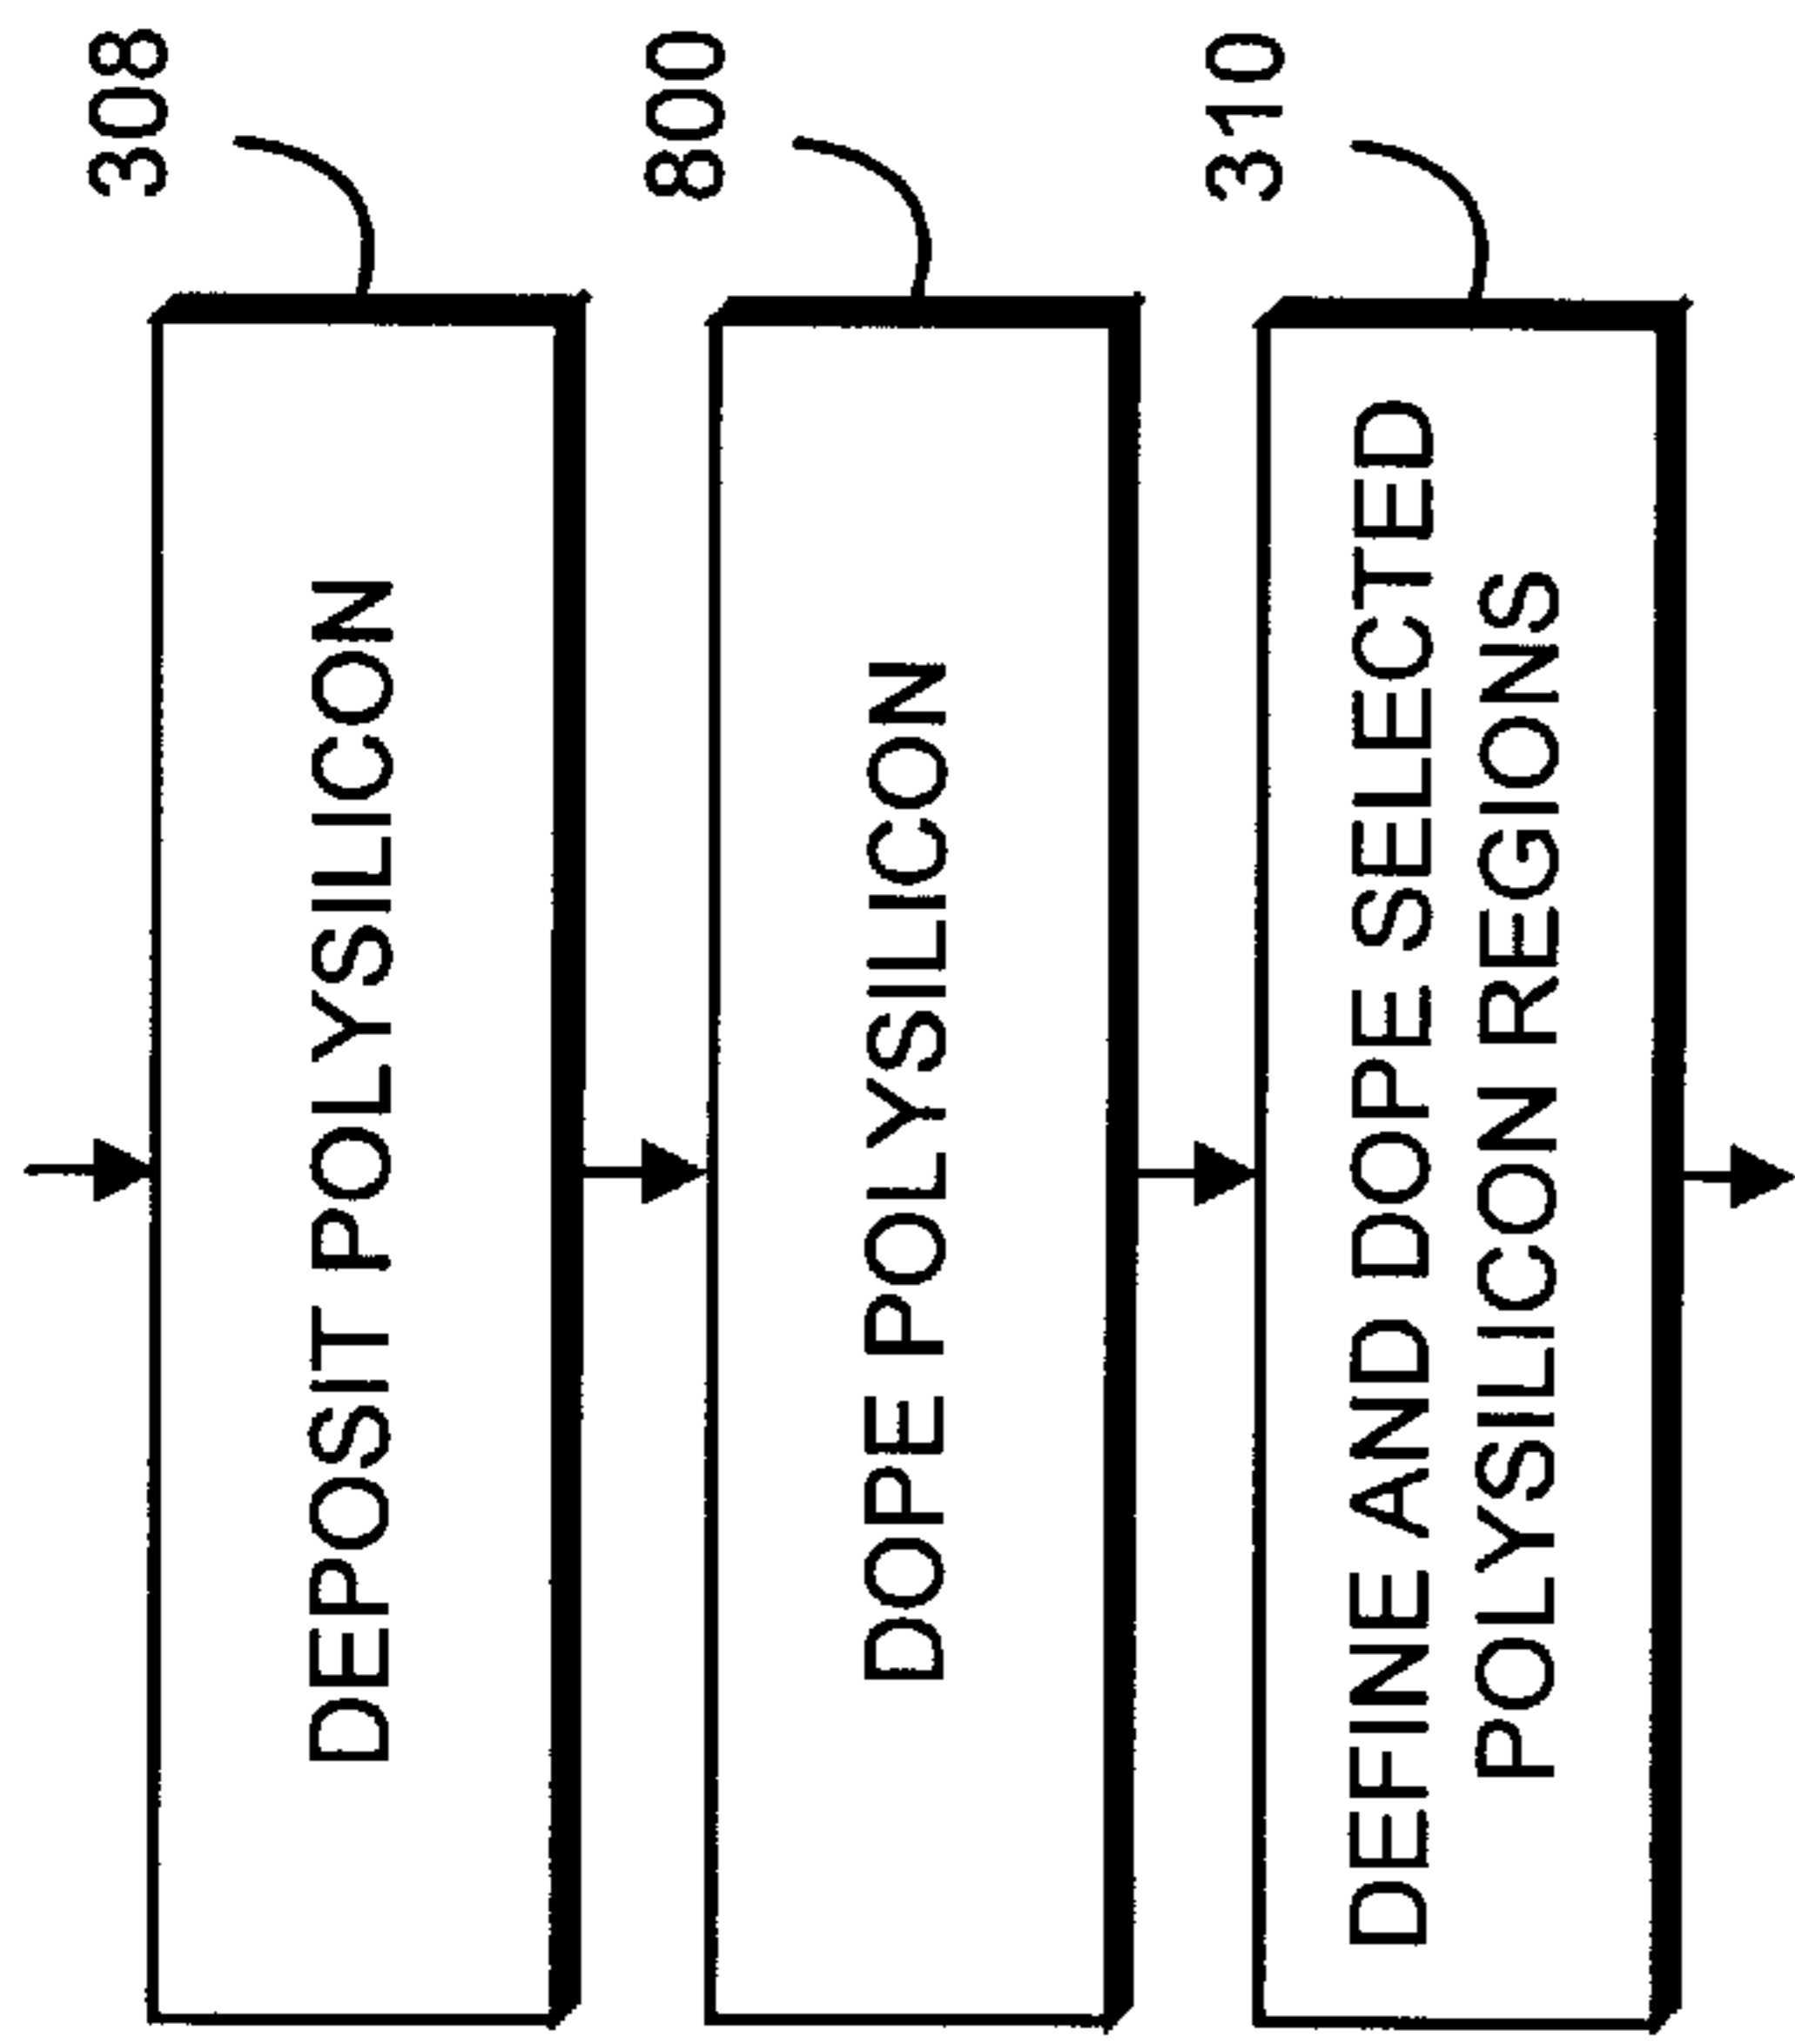 308
DEPOSIT POLYSILICON
800
DOPE POLYSILICON
310
DEFINE AND DOPE SELECTED
POLYSILICON REGIONS